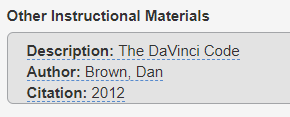 Other Instructional Materials
Description: The DaVinci Code
Author: Brown, Dan
Citation: 2012